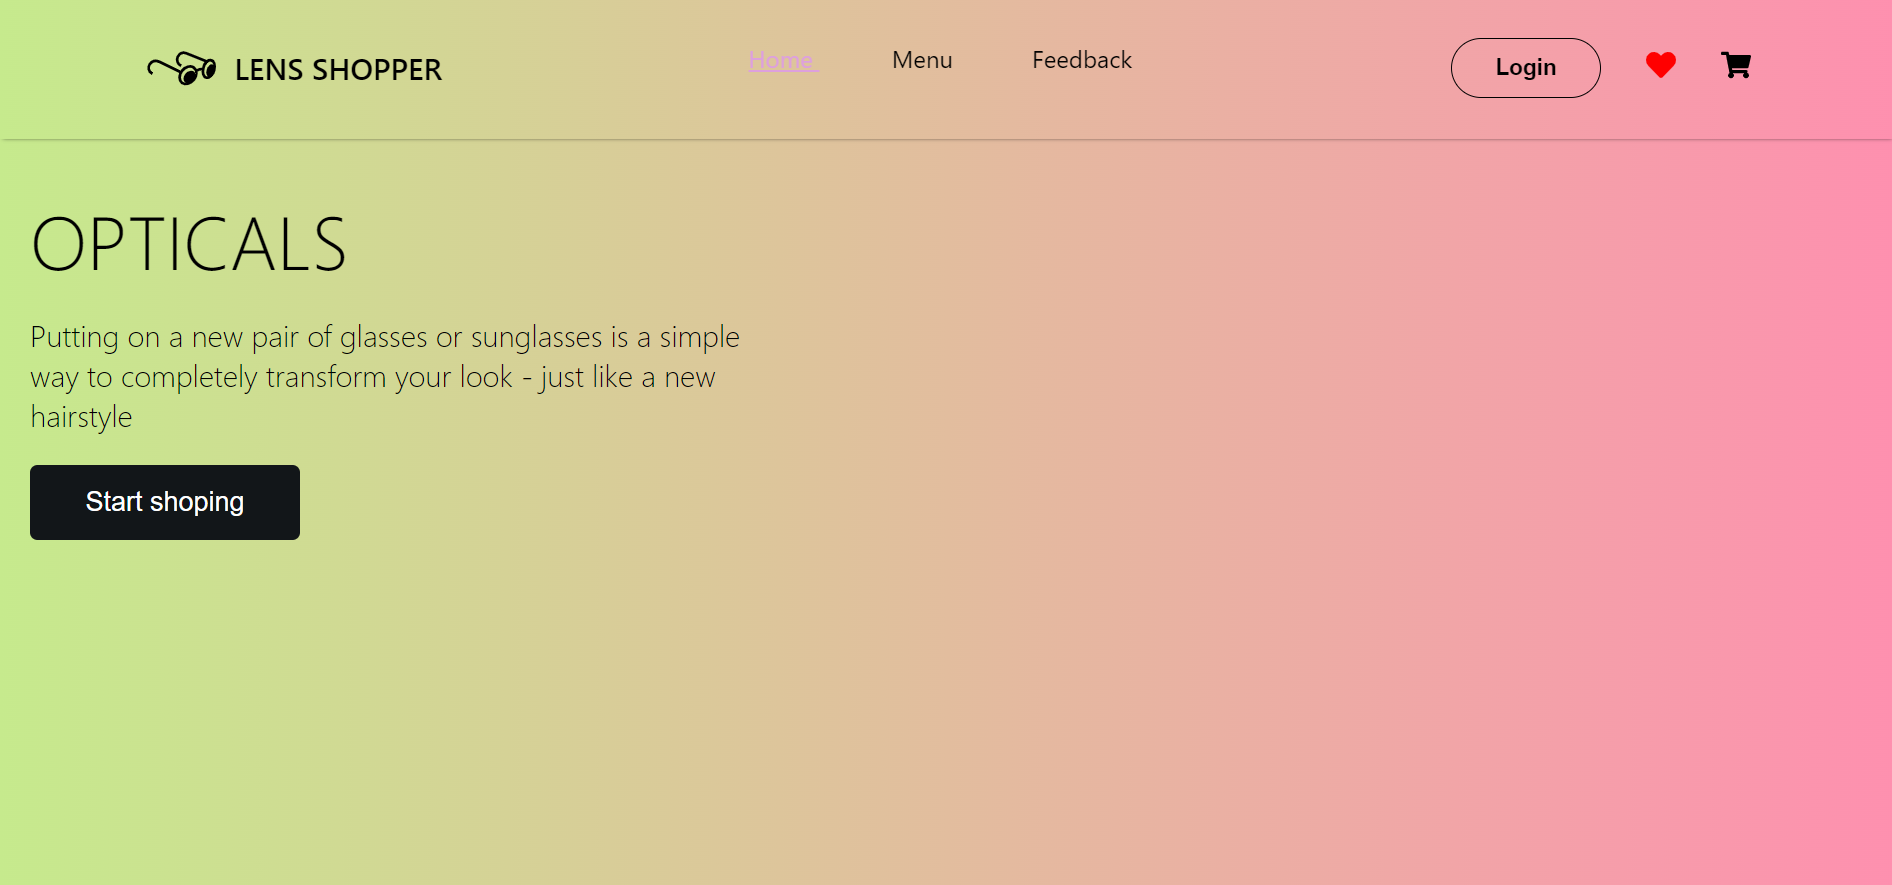 LENS SHOPPER
Home
Menu
Feedback
Login
OPTICALS
Putting on a new pair of glasses or sunglasses is a simple
way to completely transform your look - just like a new
hairstyle
Start shoping